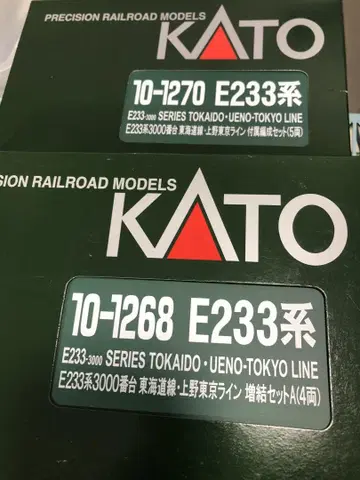 PRECISION RAILROAD MODELS
KATO
10-1270 E233系
E233-3000 SERIES TOKAIDO・UENO-TOKYO LINE
E233系3000番台 東海道線・上野東京ライン 付属編成セット(5両)
SION RAILROAD MODELS
KATO
10-1268 E233系
E233-3000 SERIES TOKAIDO・UENO-TOKYO LINE
E233系3000番台 東海道線・上野東京ライン 増結セットA(4両)